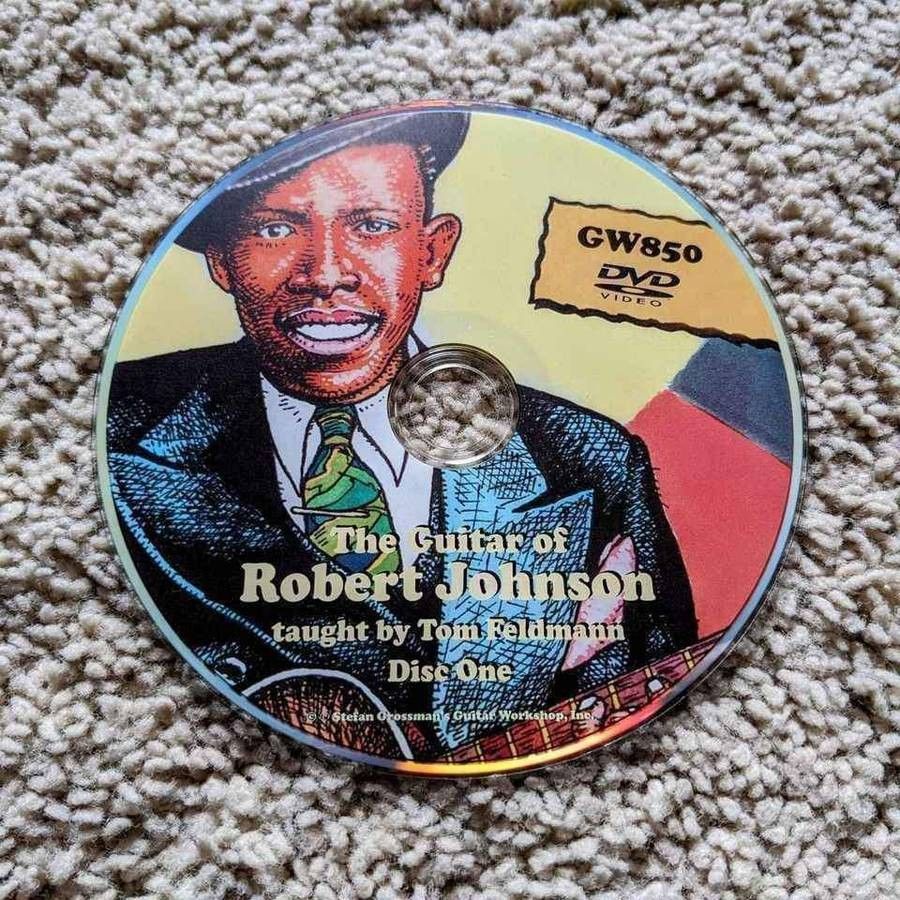 GW850
DVD
VIDEO
The Guitar of
Robert Johnson
taught by Tom Feldmann
Disc One
© ℗ Stefan Grossman's Guitar Workshop, Inc.